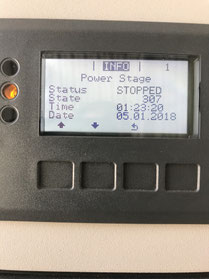 INFO 1
Power Stage
Status STOPPED
State 307
Time 01:23:20
Date 05.01.2018